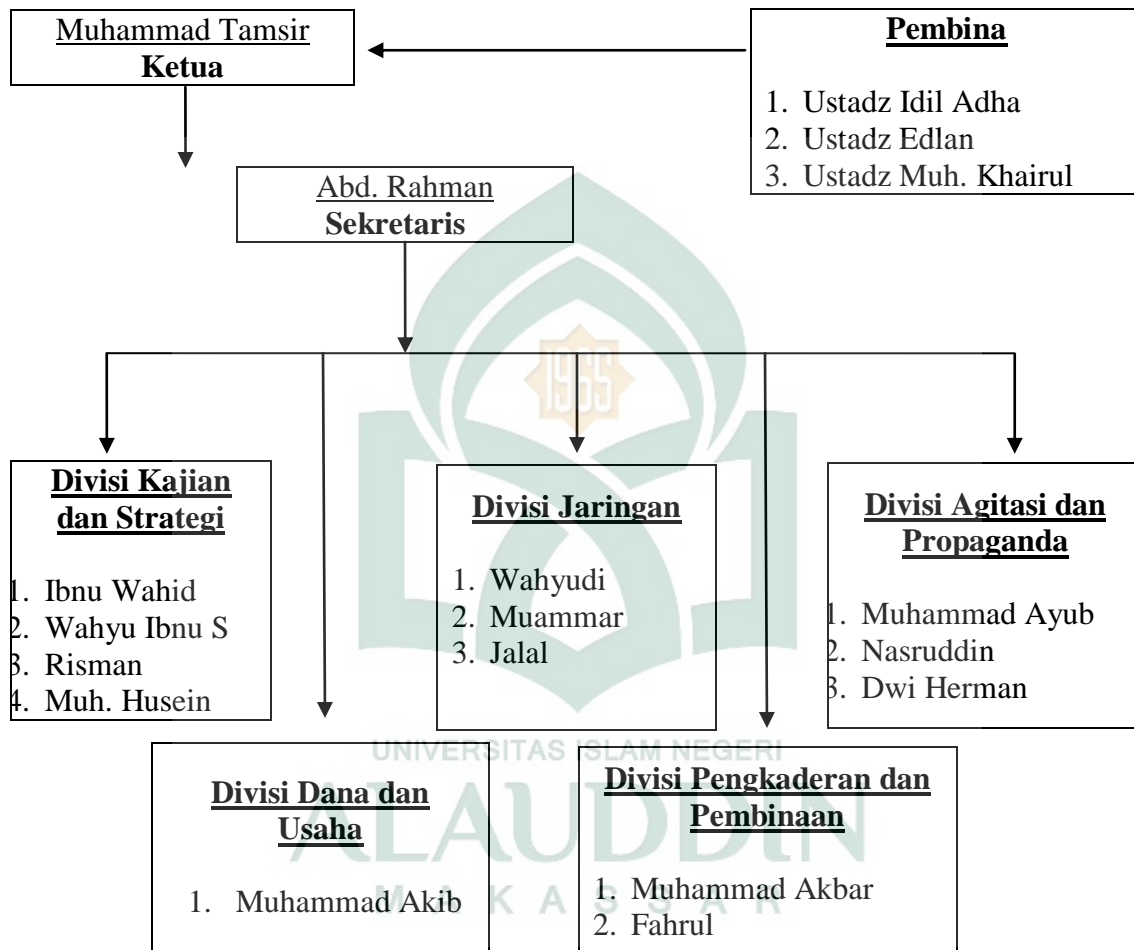 Muhammad Tamsir
Ketua
Pembina
1. Ustadz Idil Adha
2. Ustadz Edlan
3. Ustadz Muh. Khairul
Abd. Rahman
Sekretaris
1965
Divisi Kajian
dan Strategi
1. Ibnu Wahid
2. Wahyu Ibnu S
3. Risman
4. Muh. Husein
Divisi Jaringan
1. Wahyudi
2. Muammar
3. Jalal
Divisi Agitasi dan
Propaganda
1. Muhammad Ayub
2. Nasruddin
3. Dwi Herman
UNIVERSITAS ISLAM NEGERI
ALAUDDIN
MAKASSAR
Divisi Dana dan
Usaha
1. Muhammad Akib
Divisi Pengkaderan dan
Pembinaan
1. Muhammad Akbar
2. Fahrul